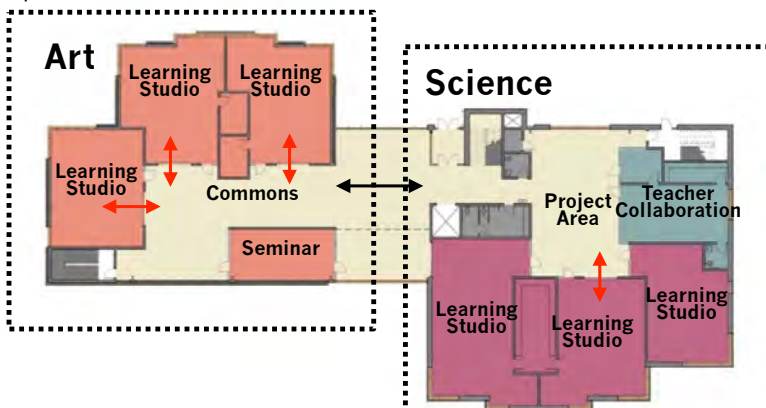 Art
Learning
Studio
Learning
Studio
Science
Learning
Studio
Commons
Project
Area
Teacher
Collaboration
Seminar
Learning
Studio
Learning
Studio
Learning
Studio